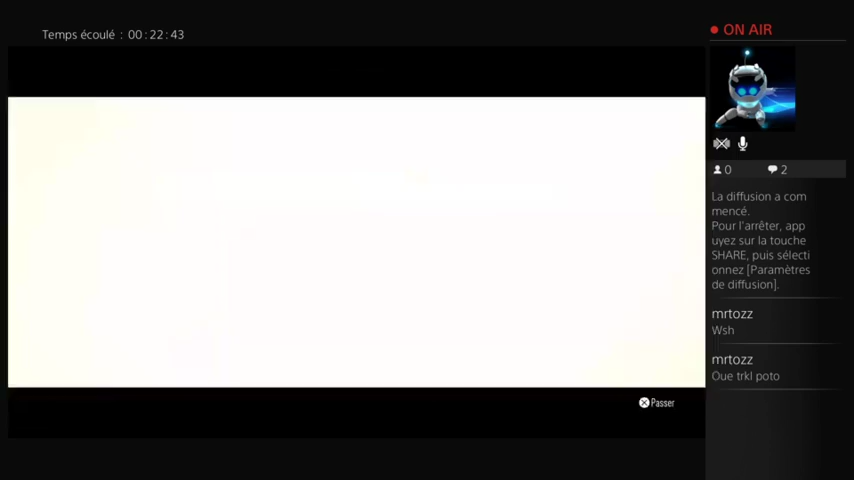 Temps écoulé : 00:22:43
ON AIR
0
2
La diffusion a com
mencé.
Pour l'arrêter, app
uyez sur la touche
SHARE, puis sélecti
onnez [Paramètres
de diffusion].
mrtozz
Wsh
mrtozz
Oue trkl poto
Passer